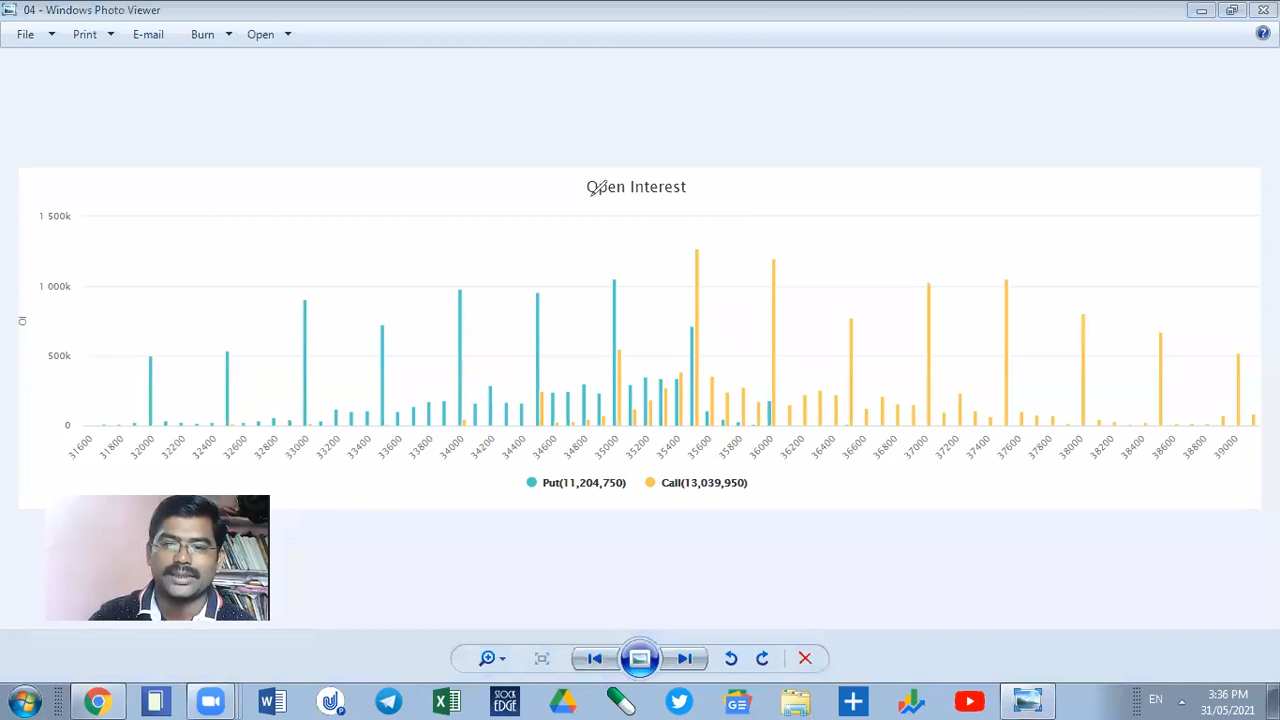 04 - Windows Photo Viewer
File Print E-mail Burn Open
Open Interest
1 500k
1 000k
500k
0
OI
31600 31800 32000 32200 32400 32600 32800 33000 33200 33400 33600 33800 34000 34200 34400 34600 34800 35000 35200 35400 35600 35800 36000 36200 36400 36600 36800 37000 37200 37400 37600 37800 38000 38200 38400 38600 38800 39000
Put(11,204,750) Call(13,039,950)
STOCK
EDGE
EN
3:36 PM
31/05/2021